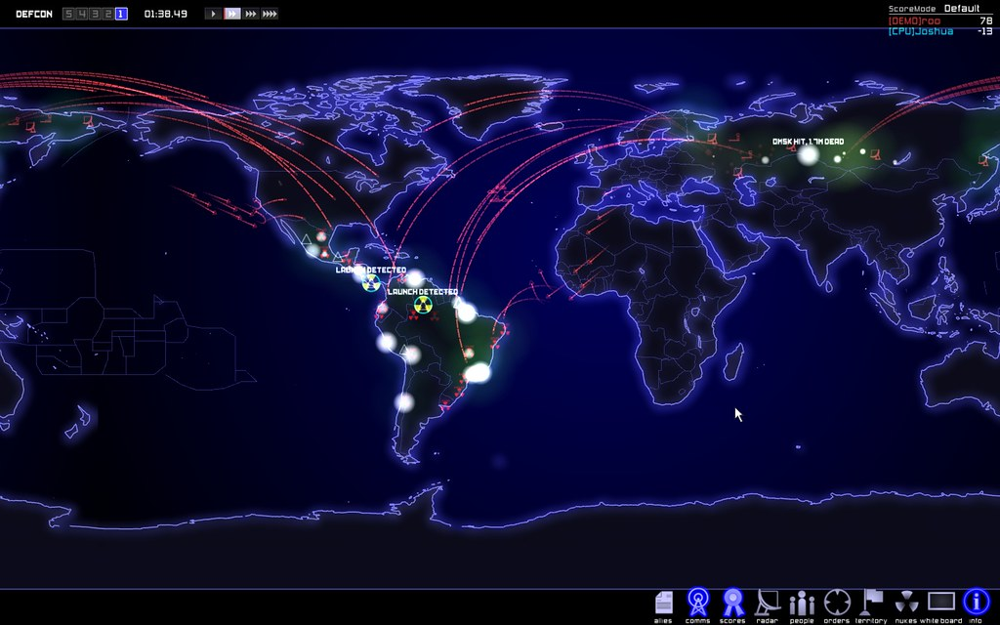 DEFCON 5 4 3 2 1 01:38.49
ScoreMode Default
[DEMO]roo 78
[CPU]Joshua -13
OMSK HIT, 1.7M DEAD
LAUNCH DETECTED
LAUNCH DETECTED
allies comms scores radar people orders territory nukes white board info